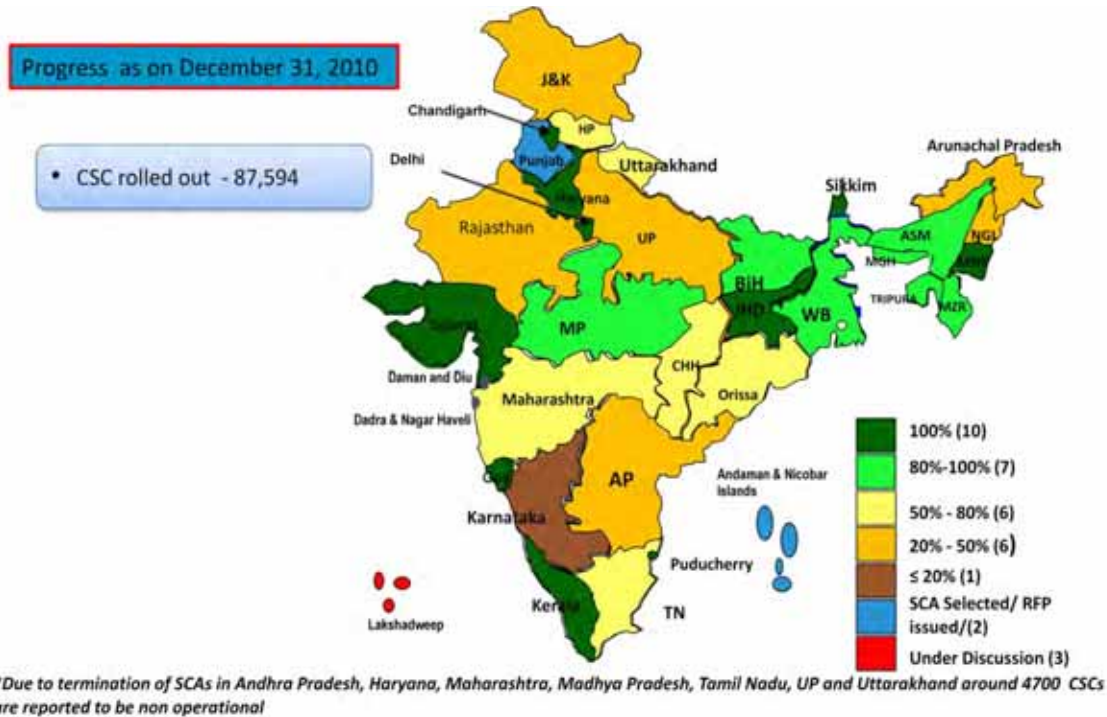 Progress as on December 31, 2010
• CSC rolled out - 87,594
J&K
Chandigarh
HP
Punjab
Uttarakhand
Delhi
Haryana
Arunachal Pradesh
Sikkim
Rajasthan
UP
ASM
NGL
MGH
BiH
JHD
TRIPURA
MZR
WB
MP
CHH
Daman and Diu
Maharashtra
Orissa
Dadra & Nagar Haveli
AP
Andaman & Nicobar
Islands
Karnataka
Puducherry
Kerala
TN
Lakshadweep
100% (10)
80%-100% (7)
50% - 80% (6)
20% - 50% (6)
≤ 20% (1)
SCA Selected/ RFP
issued/(2)
Under Discussion (3)
Due to termination of SCAs in Andhra Pradesh, Haryana, Maharashtra, Madhya Pradesh, Tamil Nadu, UP and Uttarakhand around 4700 CSCs
are reported to be non operational